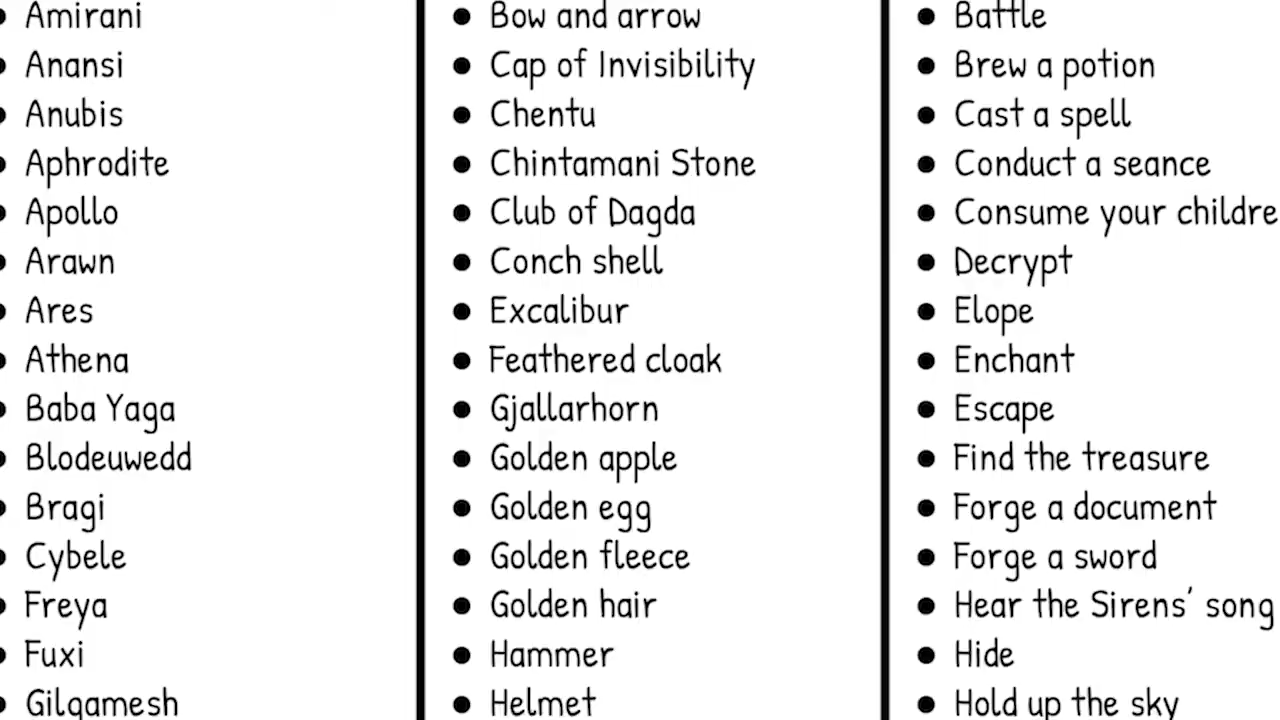 Amirani
Anansi
Anubis
Aphrodite
Apollo
Arawn
Ares
Athena
Baba Yaga
Blodeuwedd
Bragi
Cybele
Freya
Fuxi
Gilgamesh
Bow and arrow
Cap of Invisibility
Chentu
Chintamani Stone
Club of Dagda
Conch shell
Excalibur
Feathered cloak
Gjallarhorn
Golden apple
Golden egg
Golden fleece
Golden hair
Hammer
Helmet
Battle
Brew a potion
Cast a spell
Conduct a seance
Consume your childre
Decrypt
Elope
Enchant
Escape
Find the treasure
Forge a document
Forge a sword
Hear the Sirens' song
Hide
Hold up the sky